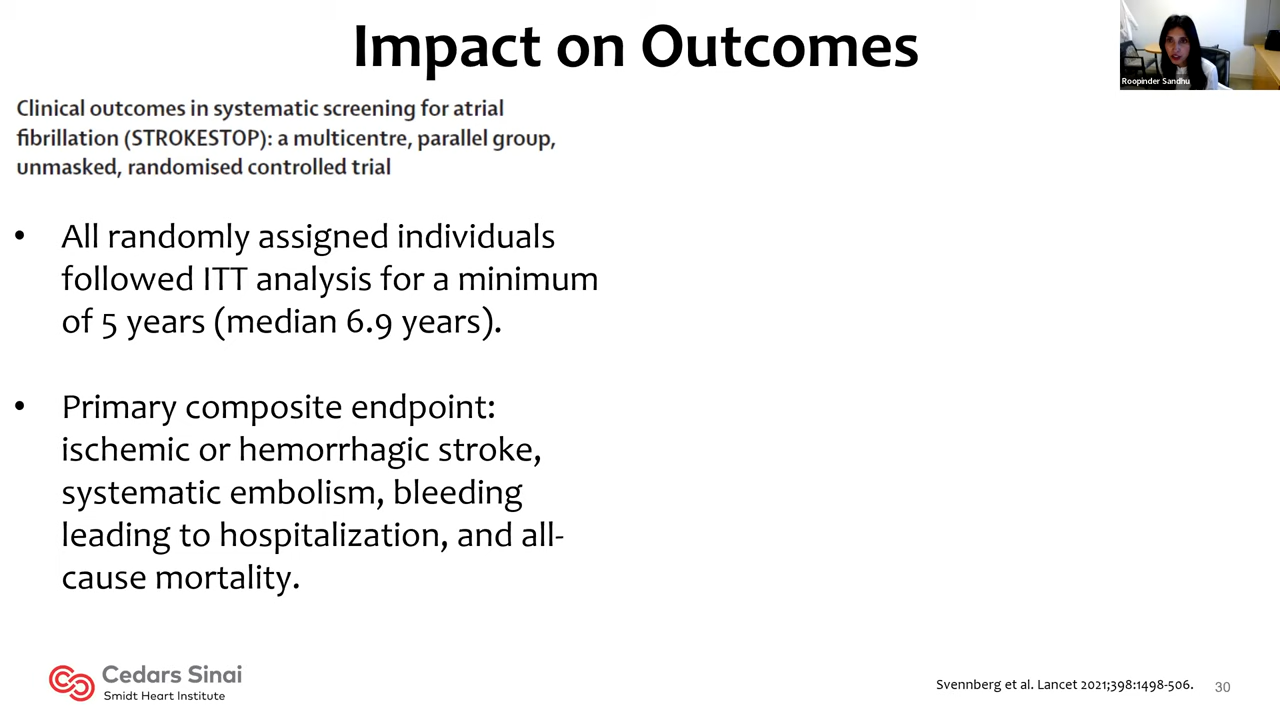 Impact on Outcomes
Roopinder Sandhu
Clinical outcomes in systematic screening for atrial
fibrillation (STROKESTOP): a multicentre, parallel group,
unmasked, randomised controlled trial
• All randomly assigned individuals
followed ITT analysis for a minimum
of 5 years (median 6.9 years).
• Primary composite endpoint:
ischemic or hemorrhagic stroke,
systematic embolism, bleeding
leading to hospitalization, and all-
cause mortality.
Cedars Sinai
Smidt Heart Institute
Svennberg et al. Lancet 2021;398:1498-506.
30